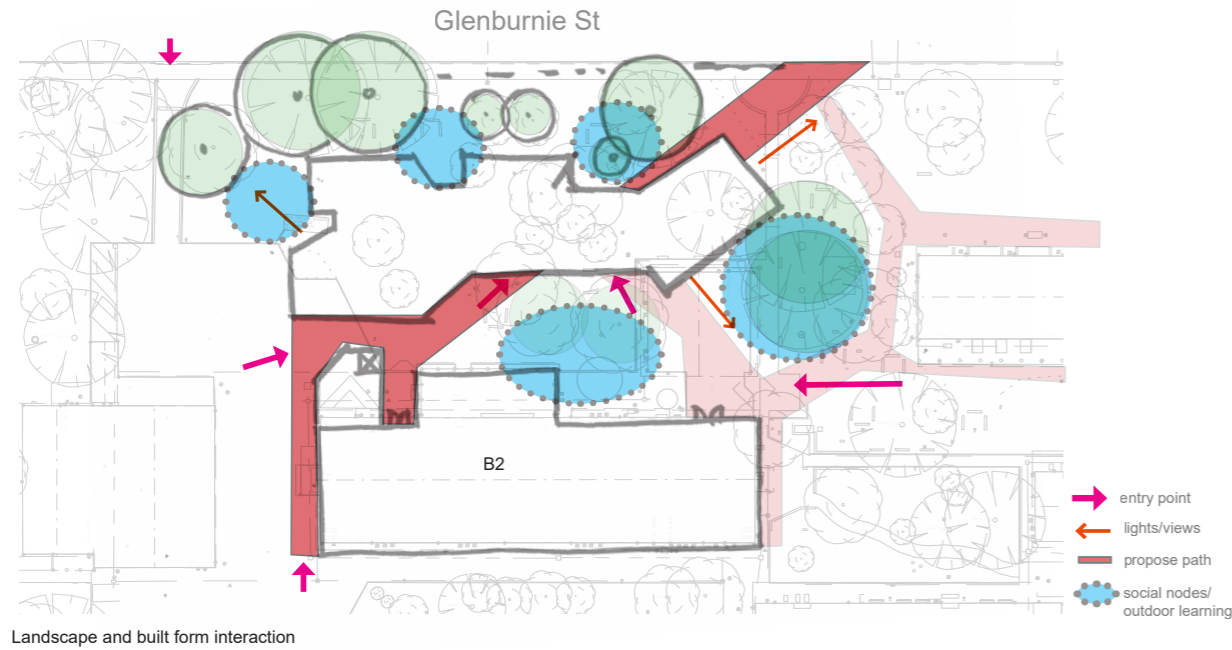 Glenburnie St
B2
entry point
lights/views
propose path
social nodes/
outdoor learning
Landscape and built form interaction